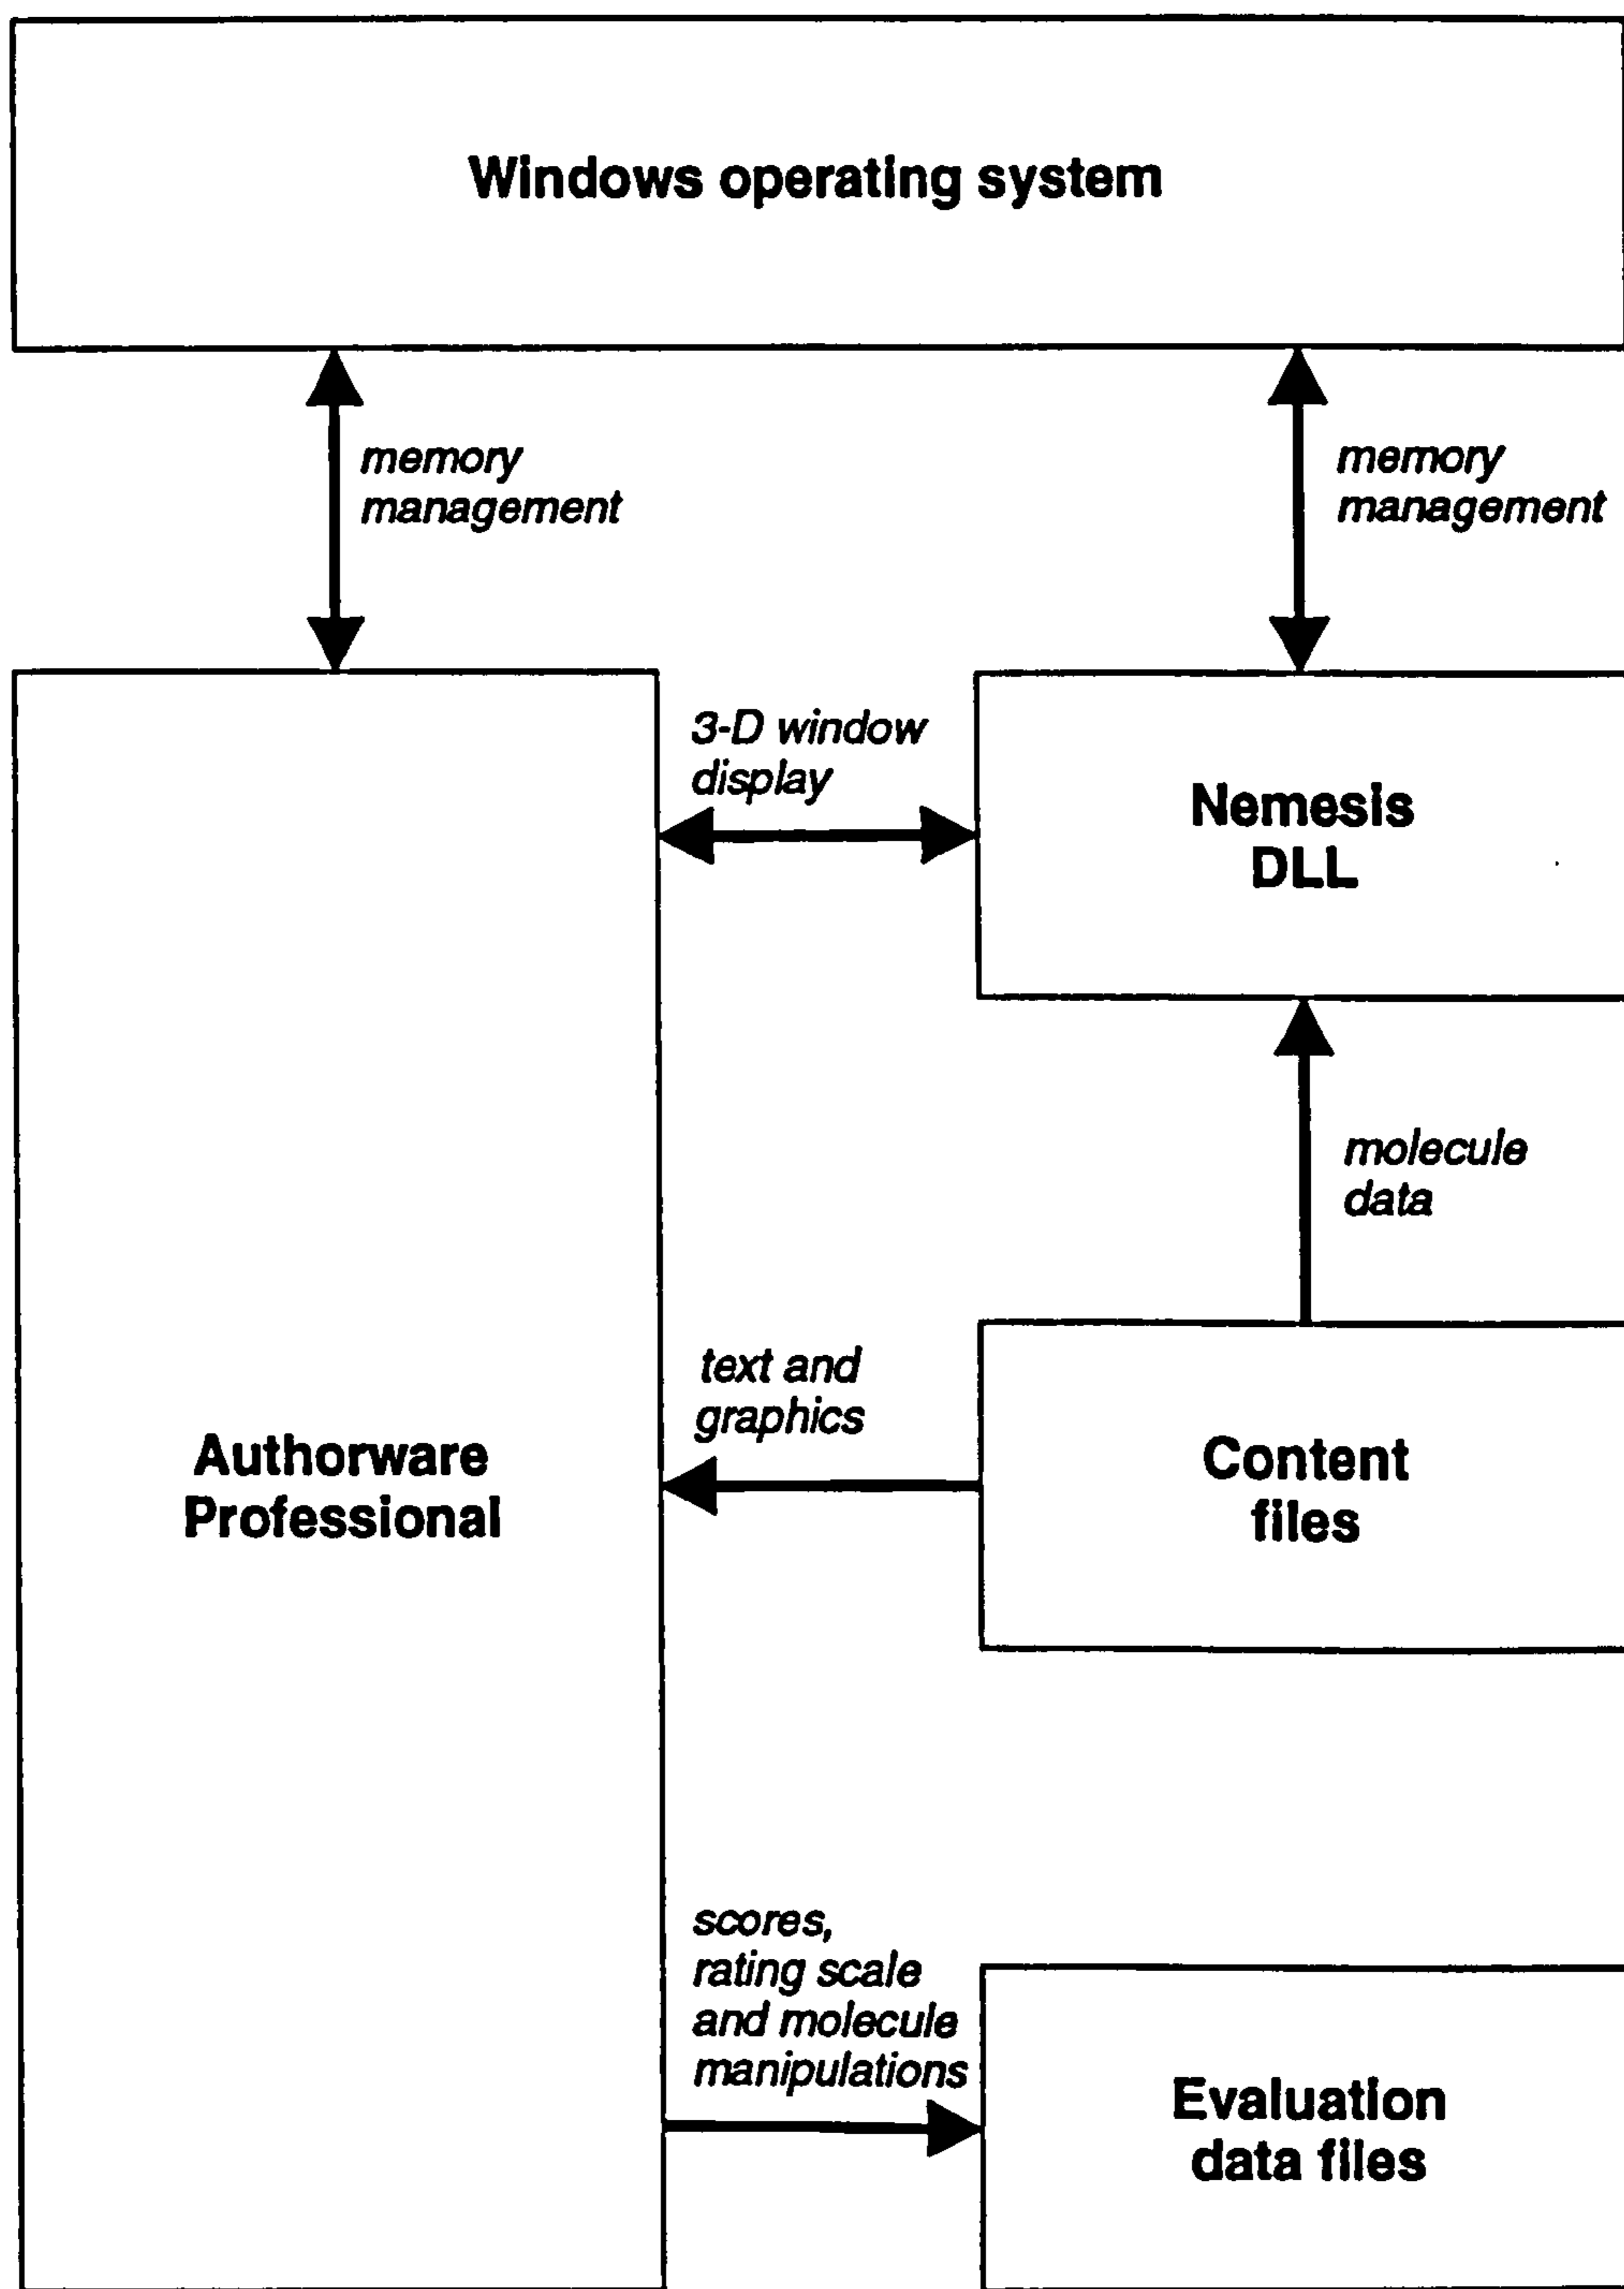 Windows operating system
memory
management
memory
management
3-D window
display
Nemesis
DLL
molecule
data
text and
graphics
Authorware
Professional
Content
files
scores,
rating scale
and molecule
manipulations
Evaluation
data files